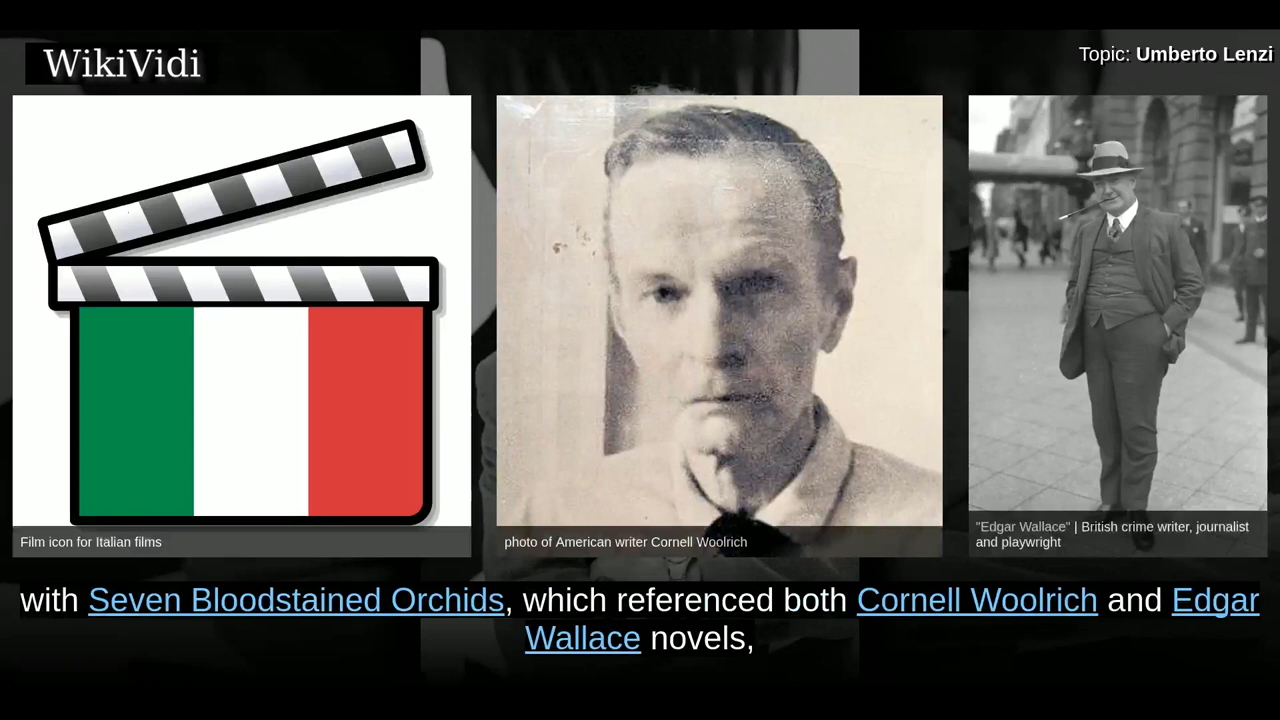 WikiVidi
Topic: Umberto Lenzi
Film icon for Italian films
photo of American writer Cornell Woolrich
"Edgar Wallace" | British crime writer, journalist
and playwright
with Seven Bloodstained Orchids, which referenced both Cornell Woolrich and Edgar
Wallace novels,